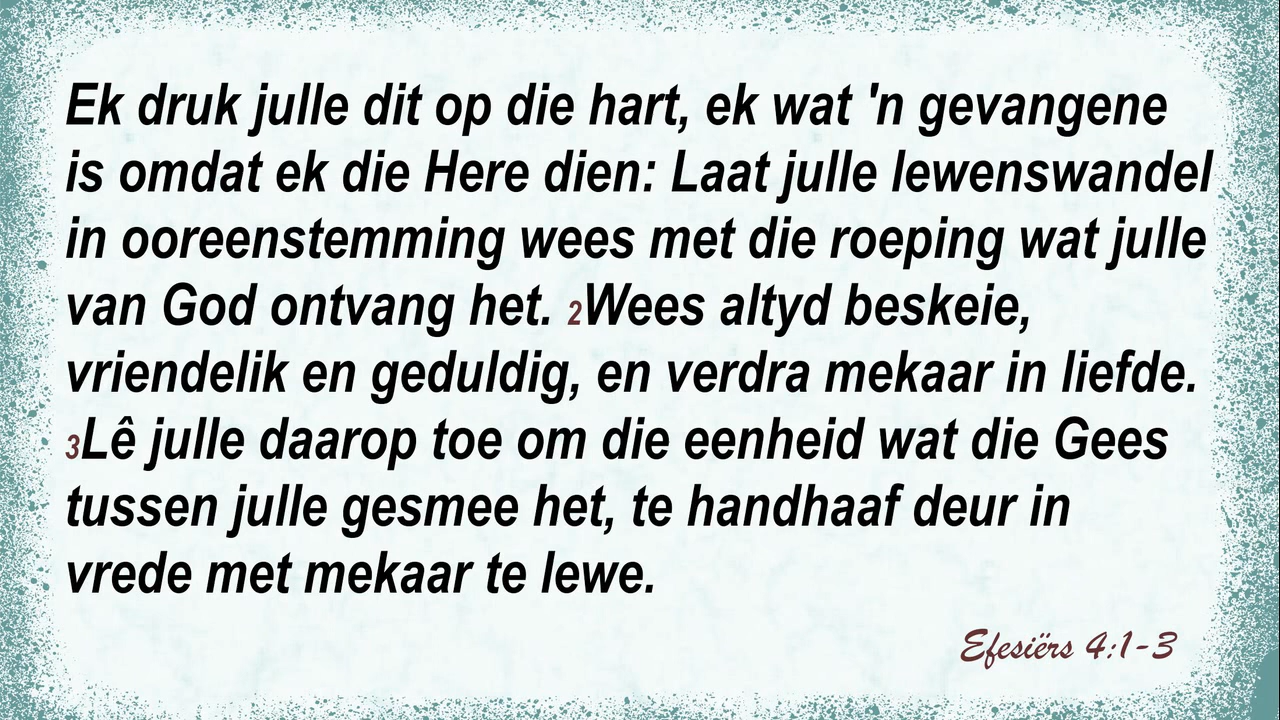 Ek druk julle dit op die hart, ek wat 'n gevangene
is omdat ek die Here dien: Laat julle lewenswandel
in ooreenstemming wees met die roeping wat julle
van God ontvang het. 2Wees altyd beskeie,
vriendelik en geduldig, en verdra mekaar in liefde.
3Lê julle daarop toe om die eenheid wat die Gees
tussen julle gesmee het, te handhaaf deur in
vrede met mekaar te lewe.
Efesiërs 4:1-3